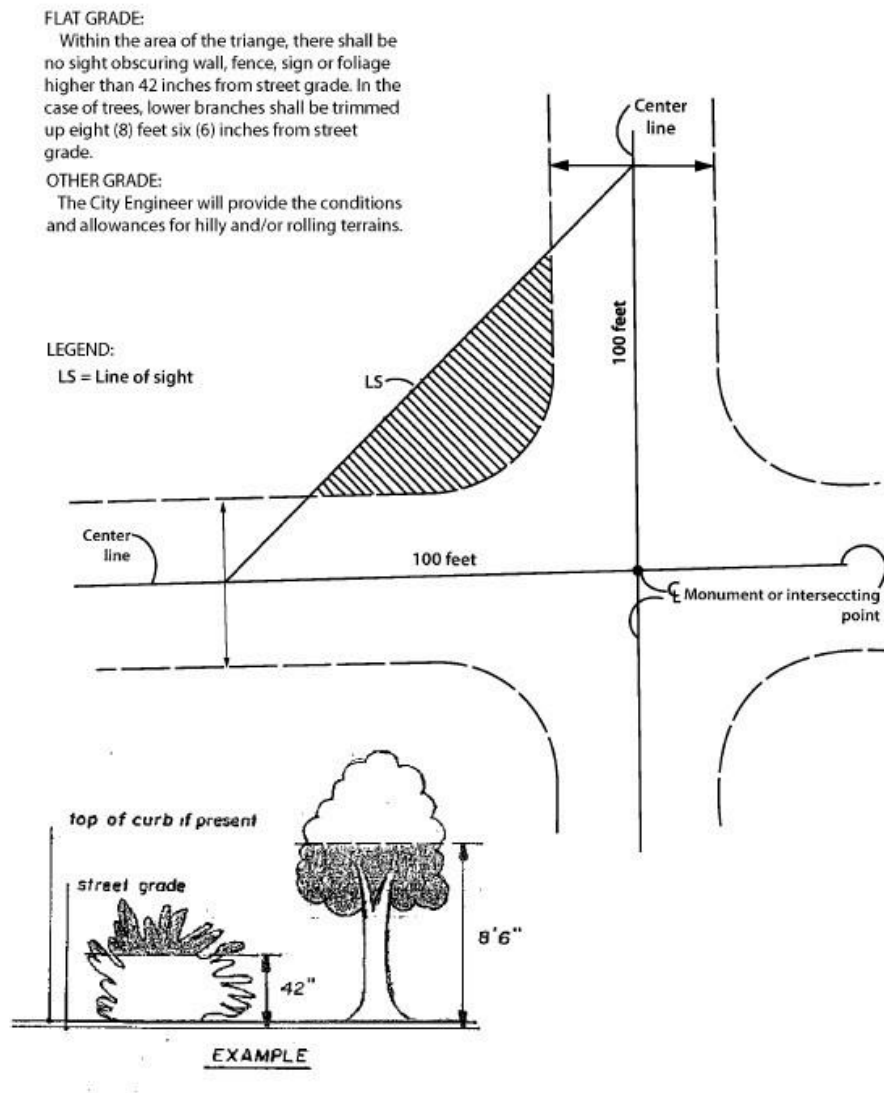 FLAT GRADE:
Within the area of the triange, there shall be
no sight obscuring wall, fence, sign or foliage
higher than 42 inches from street grade. In the
case of trees, lower branches shall be trimmed
up eight (8) feet six (6) inches from street
grade.
OTHER GRADE:
The City Engineer will provide the conditions
and allowances for hilly and/or rolling terrains.
Center
line
100 feet
LEGEND:
LS = Line of sight
LS
Center
line
100 feet
℄ Monument or interseccting
point
top of curb if present
street grade
42"
8'6"
EXAMPLE